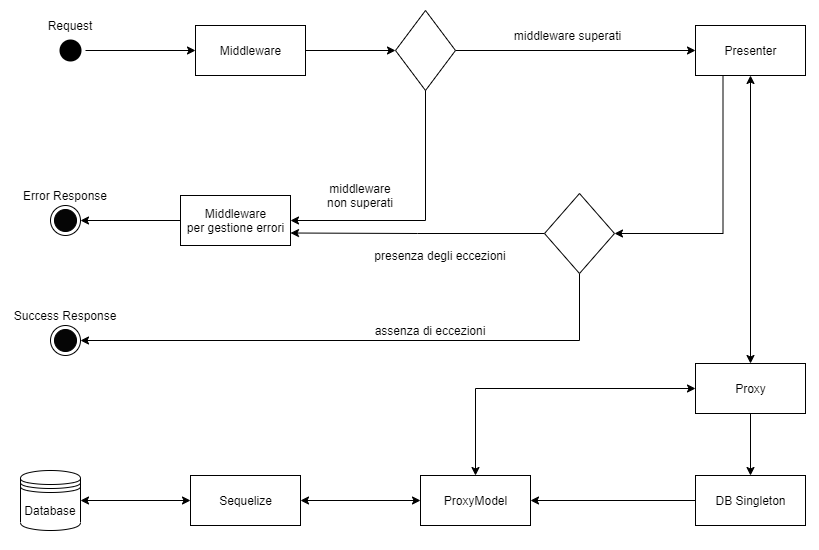 Request
Middleware
middleware superati
Presenter
Error Response
Middleware
per gestione errori
middleware
non superati
presenza degli eccezioni
Success Response
assenza di eccezioni
Proxy
Database
Sequelize
ProxyModel
DB Singleton